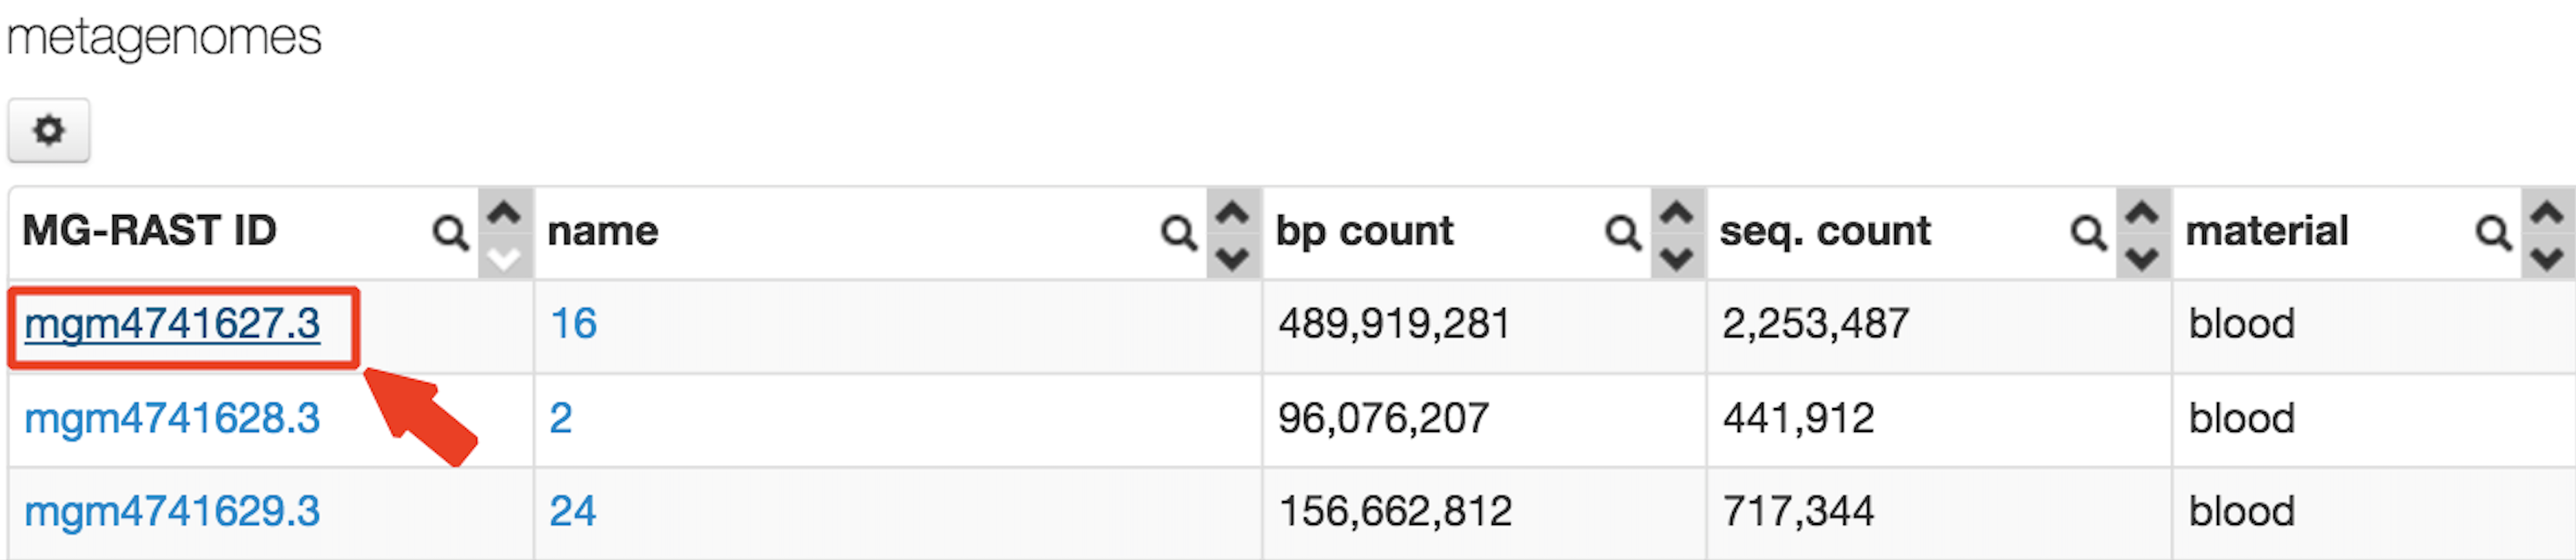 metagenomes
MG-RAST ID name bp count seq. count material
mgm4741627.3 16 489,919,281 2,253,487 blood
mgm4741628.3 2 96,076,207 441,912 blood
mgm4741629.3 24 156,662,812 717,344 blood